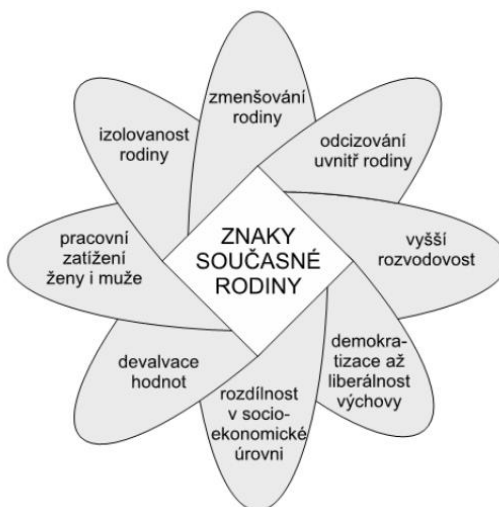 zmenšování
rodiny
odcizování
uvnitř rodiny
vyšší
rozvodovost
demokra-
tizace až
liberálnost
výchovy
rozdílnost
v socio-
ekonomické
úrovni
devalvace
hodnot
pracovní
zatížení
ženy i muže
izolovanost
rodiny
ZNAKY
SOUČASNÉ
RODINY